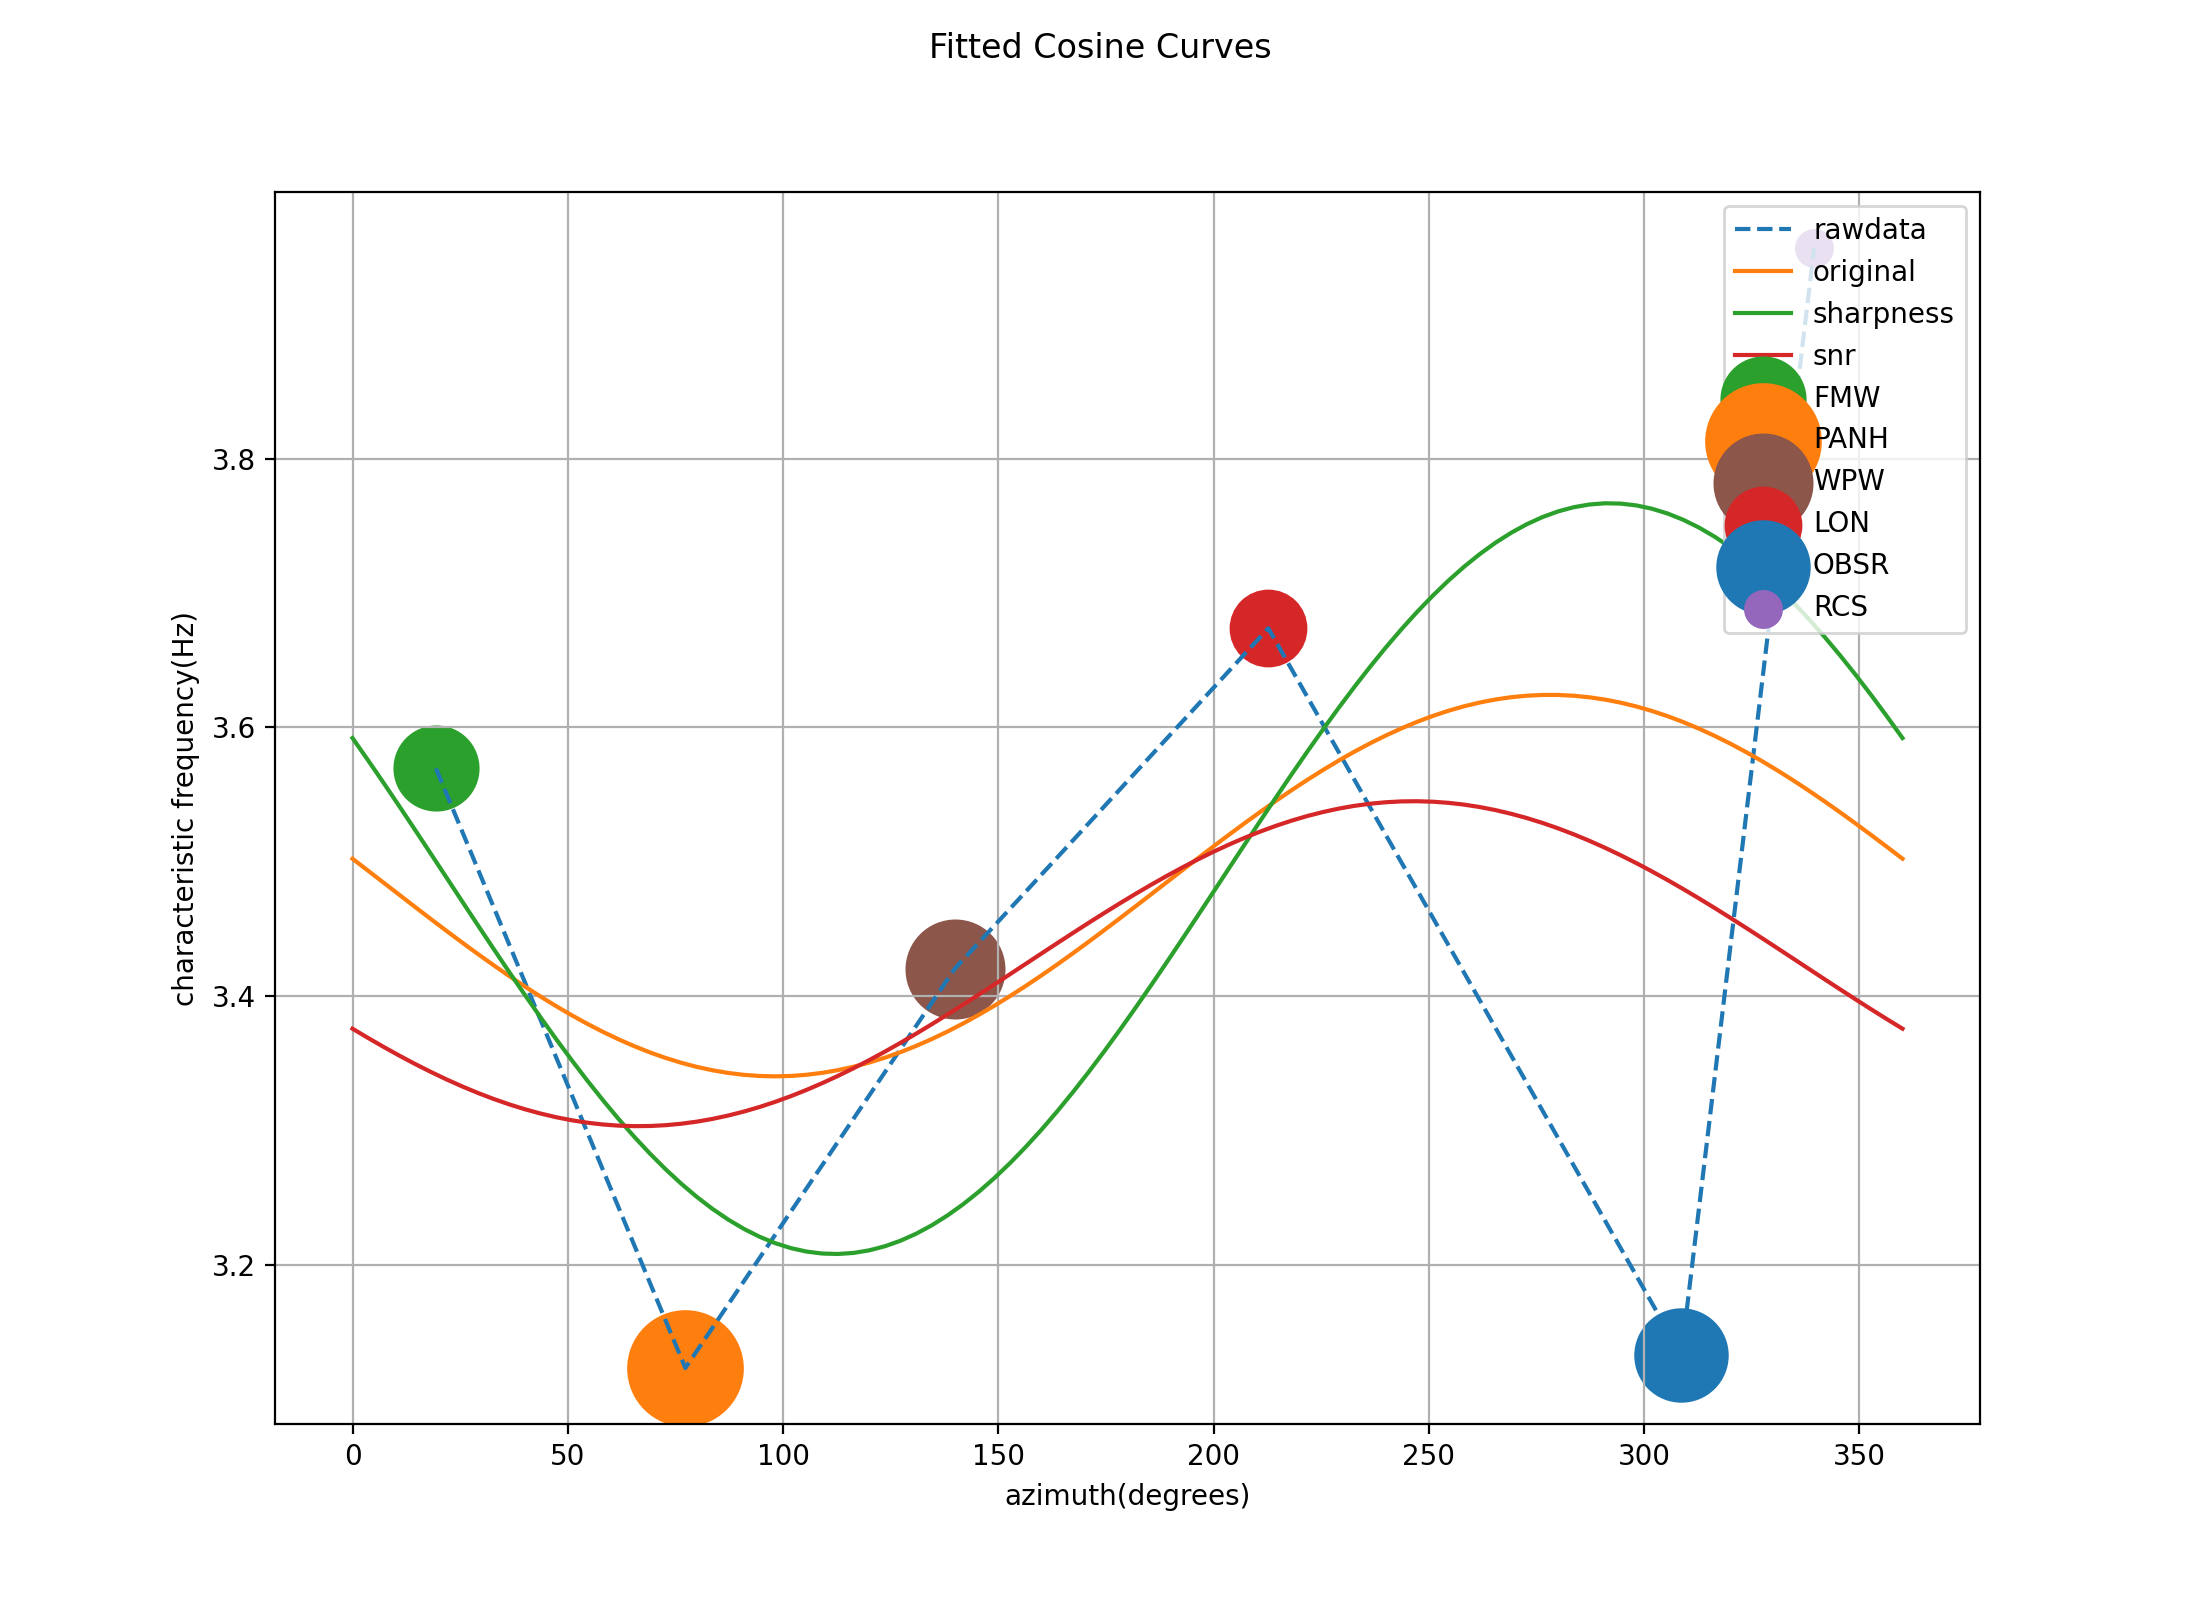 Fitted Cosine Curves
rawdata
original
sharpness
snr
FMW
PANH
WPW
LON
OBSR
RCS
3.8
3.6
3.4
3.2
characteristic frequency(Hz)
0 50 100 150 200 250 300 350
azimuth(degrees)